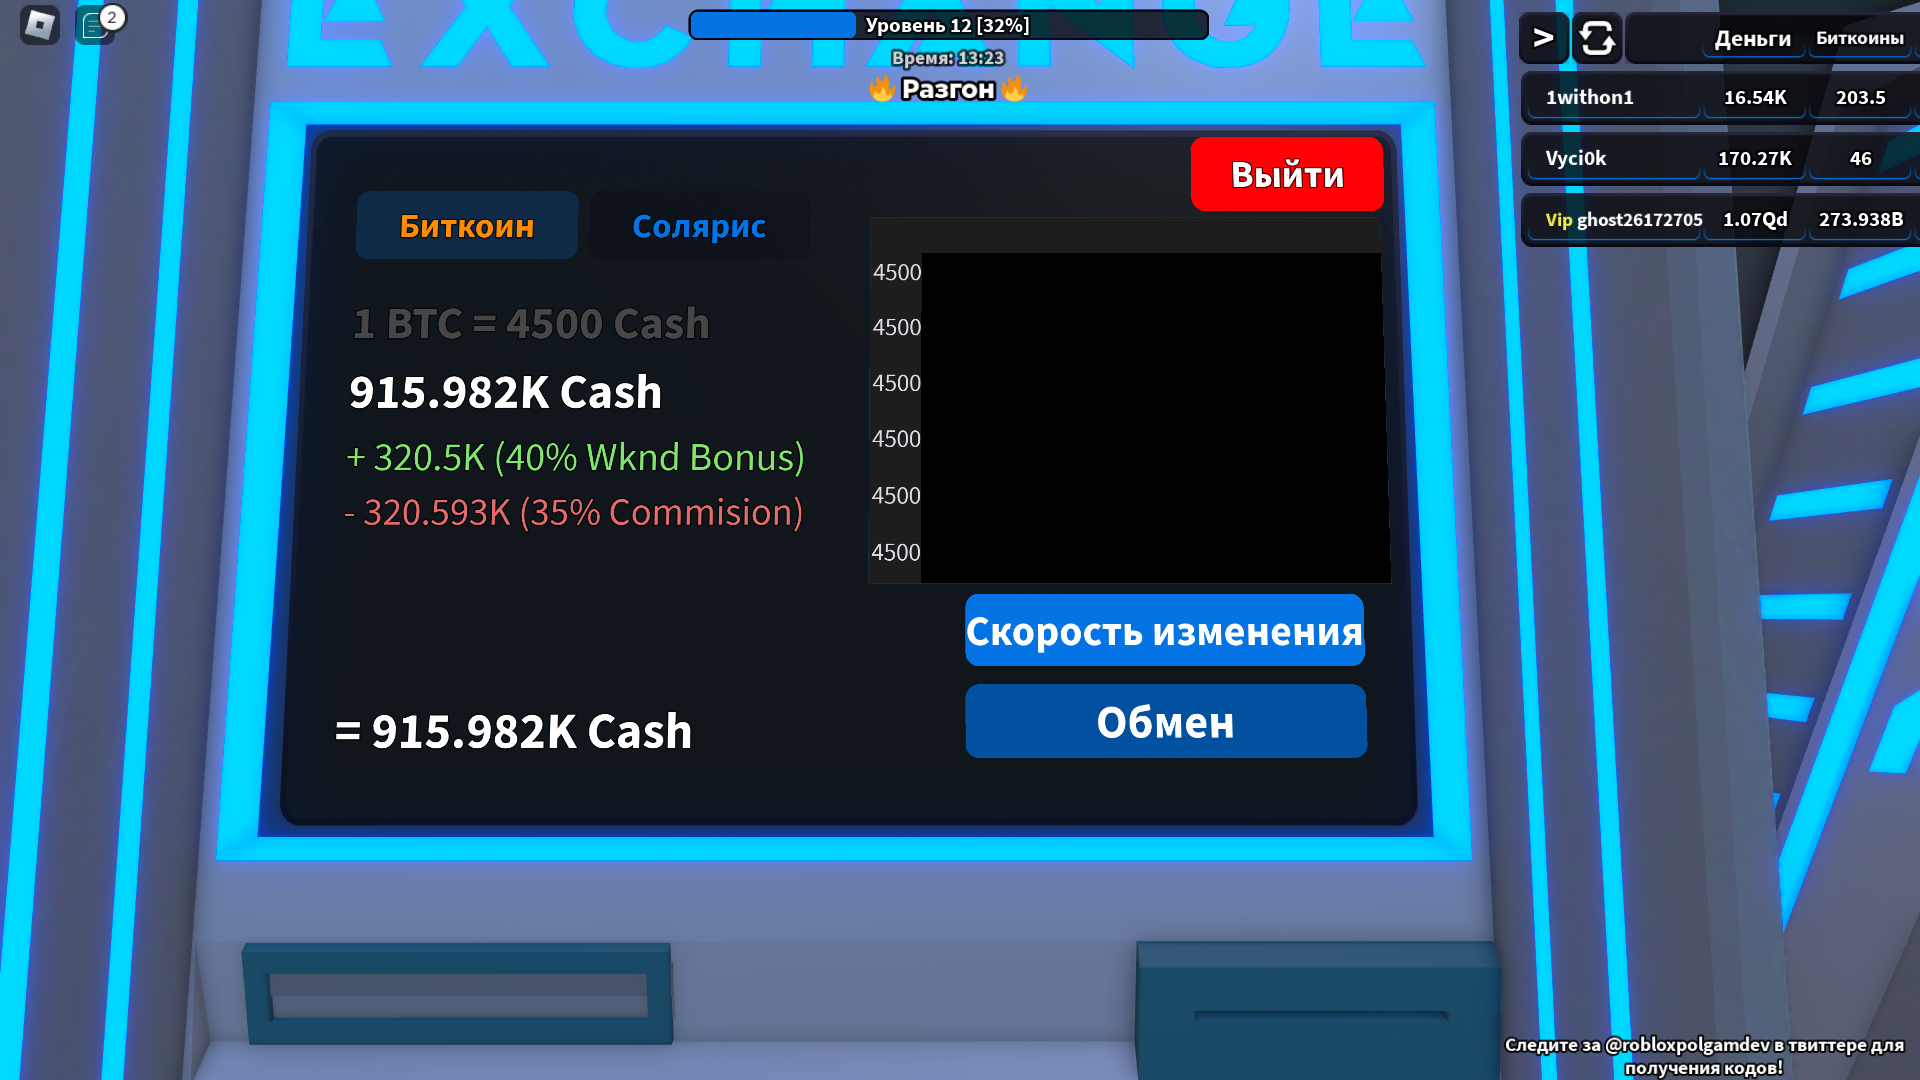 EXCHANGE
2
Уровень 12 [32%]
Время: 13:23
🔥 Разгон 🔥
> Деньги Биткоины
1withon1 16.54K 203.5
Vyci0k 170.27K 46
Vip ghost26172705 1.07Qd 273.938B
Выйти
Биткоин Солярис
1 BTC = 4500 Cash
915.982K Cash
+ 320.5K (40% Wknd Bonus)
- 320.593K (35% Commision)
= 915.982K Cash
4500
4500
4500
4500
4500
4500
Скорость изменения
Обмен
Следите за @robloxpolgamdev в твиттере для
получения кодов!